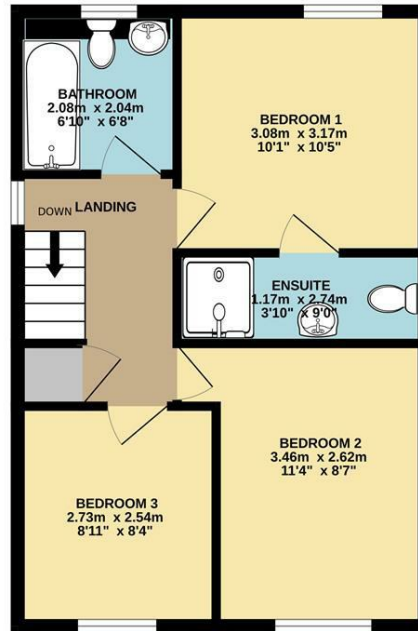 BATHROOM
2.08m x 2.04m
6'10" x 6'8"
BEDROOM 1
3.08m x 3.17m
10'1" x 10'5"
DOWN
LANDING
ENSUITE
1.17m x 2.74m
3'10" x 9'0"
BEDROOM 2
3.46m x 2.62m
11'4" x 8'7"
BEDROOM 3
2.73m x 2.54m
8'11" x 8'4"